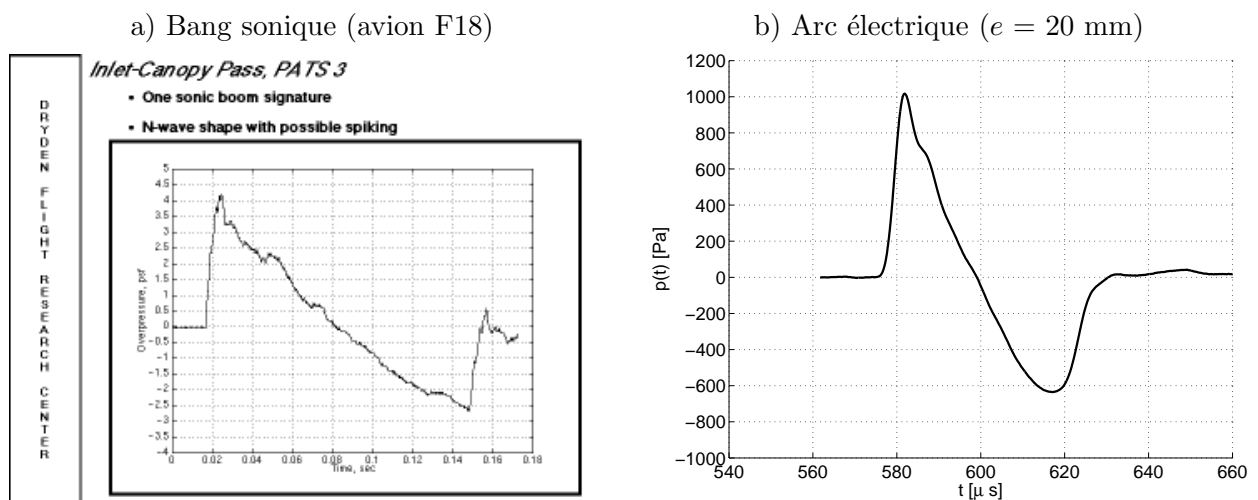 a) Bang sonique (avion F18)
DRYDEN FLIGHT RESEARCH CENTER
Inlet-Canopy Pass, PATS 3
• One sonic boom signature
• N-wave shape with possible spiking
Overpressure, psf
5
4.5
4
3.5
3
2.5
2
1.5
1
0.5
0
-0.5
-1
-1.5
-2
-2.5
-3
-3.5
-4
0 0.02 0.04 0.06 0.08 0.1 0.12 0.14 0.16 0.18
Time, sec
b) Arc électrique (e = 20 mm)
p(t) [Pa]
1200
1000
800
600
400
200
0
−200
−400
−600
−800
−1000
540 560 580 600 620 640 660
t [μ s]